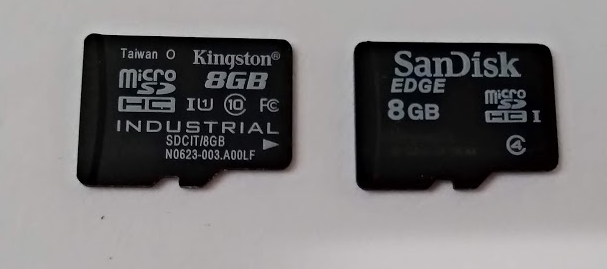 Taiwan O Kingston®
micro SD HC 8GB
I U1 10 FC
INDUSTRIAL
SDCIT/8GB
N0623-003.A00LF
SanDisk
EDGE
8GB micro SD HC I
4